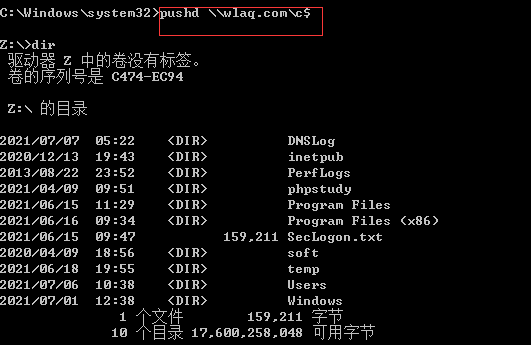 C:\Windows\system32>pushd \\wlaq.com\c$
Z:\>dir
驱动器 Z 中的卷没有标签。
卷的序列号是 C474-EC94
Z:\ 的目录
2021/07/07  05:22    <DIR>          DNSLog
2020/12/13  19:43    <DIR>          inetpub
2013/08/22  23:52    <DIR>          PerfLogs
2021/04/09  09:51    <DIR>          phpstudy
2021/06/15  11:29    <DIR>          Program Files
2021/06/16  09:34    <DIR>          Program Files (x86)
2021/06/15  09:47           159,211 SecLogon.txt
2020/04/09  18:56    <DIR>          soft
2021/06/18  19:55    <DIR>          temp
2021/07/06  10:38    <DIR>          Users
2021/07/01  12:38    <DIR>          Windows
1 个文件        159,211 字节
10 个目录 17,600,258,048 可用字节